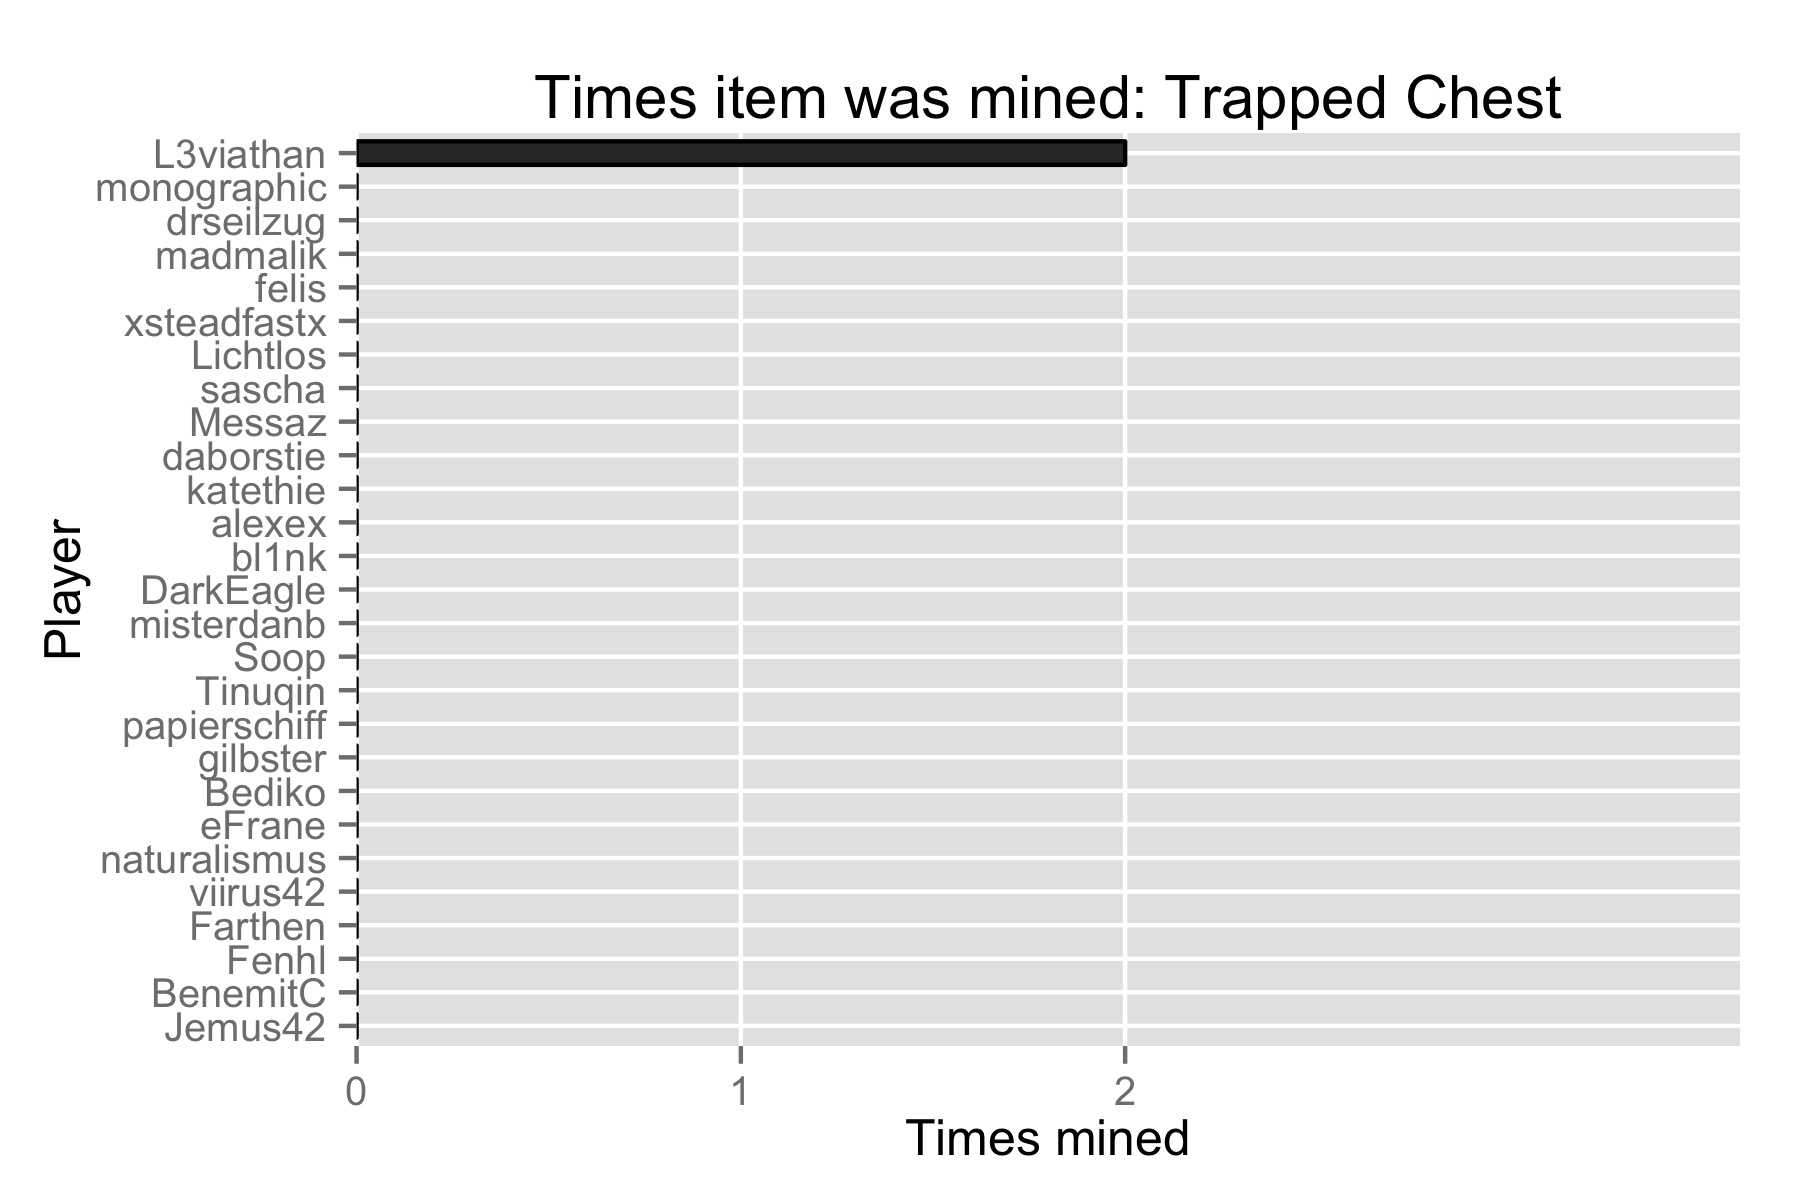 Times item was mined: Trapped Chest
L3viathan
monographic
drseilzug
madmalik
felis
xsteadfastx
Lichtlos
sascha
Messaz
daborstie
katethie
alexex
bl1nk
DarkEagle
misterdanb
Soop
Tinuqin
papierschiff
gilbster
Bediko
eFrane
naturalismus
viirus42
Farthen
Fenhl
BenemitC
Jemus42
Player
0 1 2
Times mined